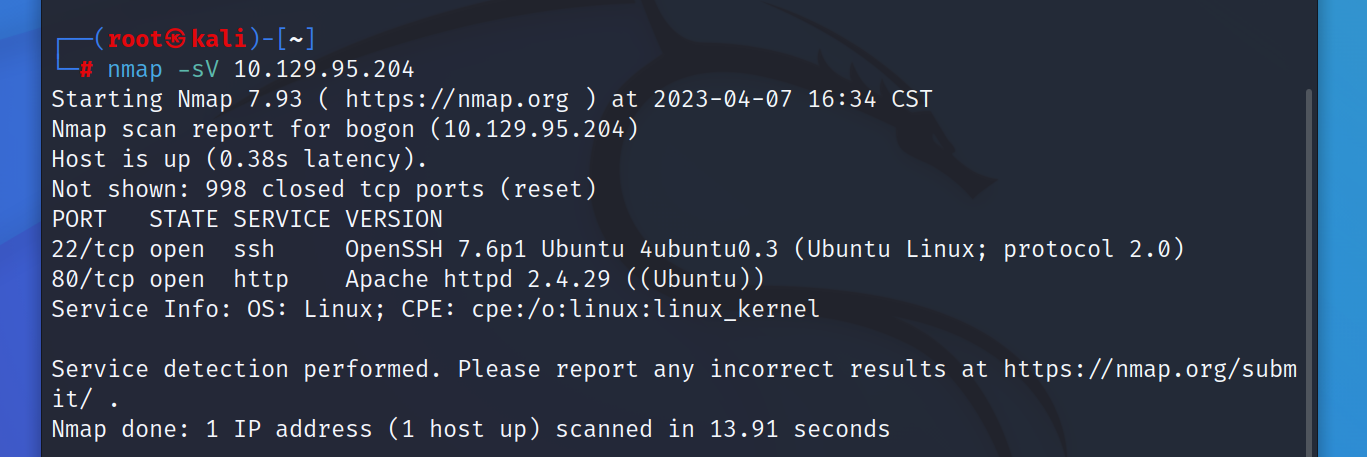 ┌──(root㉿kali)-[~]
└─# nmap -sV 10.129.95.204
Starting Nmap 7.93 ( https://nmap.org ) at 2023-04-07 16:34 CST
Nmap scan report for bogon (10.129.95.204)
Host is up (0.38s latency).
Not shown: 998 closed tcp ports (reset)
PORT   STATE SERVICE VERSION
22/tcp open  ssh     OpenSSH 7.6p1 Ubuntu 4ubuntu0.3 (Ubuntu Linux; protocol 2.0)
80/tcp open  http    Apache httpd 2.4.29 ((Ubuntu))
Service Info: OS: Linux; CPE: cpe:/o:linux:linux_kernel
Service detection performed. Please report any incorrect results at https://nmap.org/subm
it/ .
Nmap done: 1 IP address (1 host up) scanned in 13.91 seconds